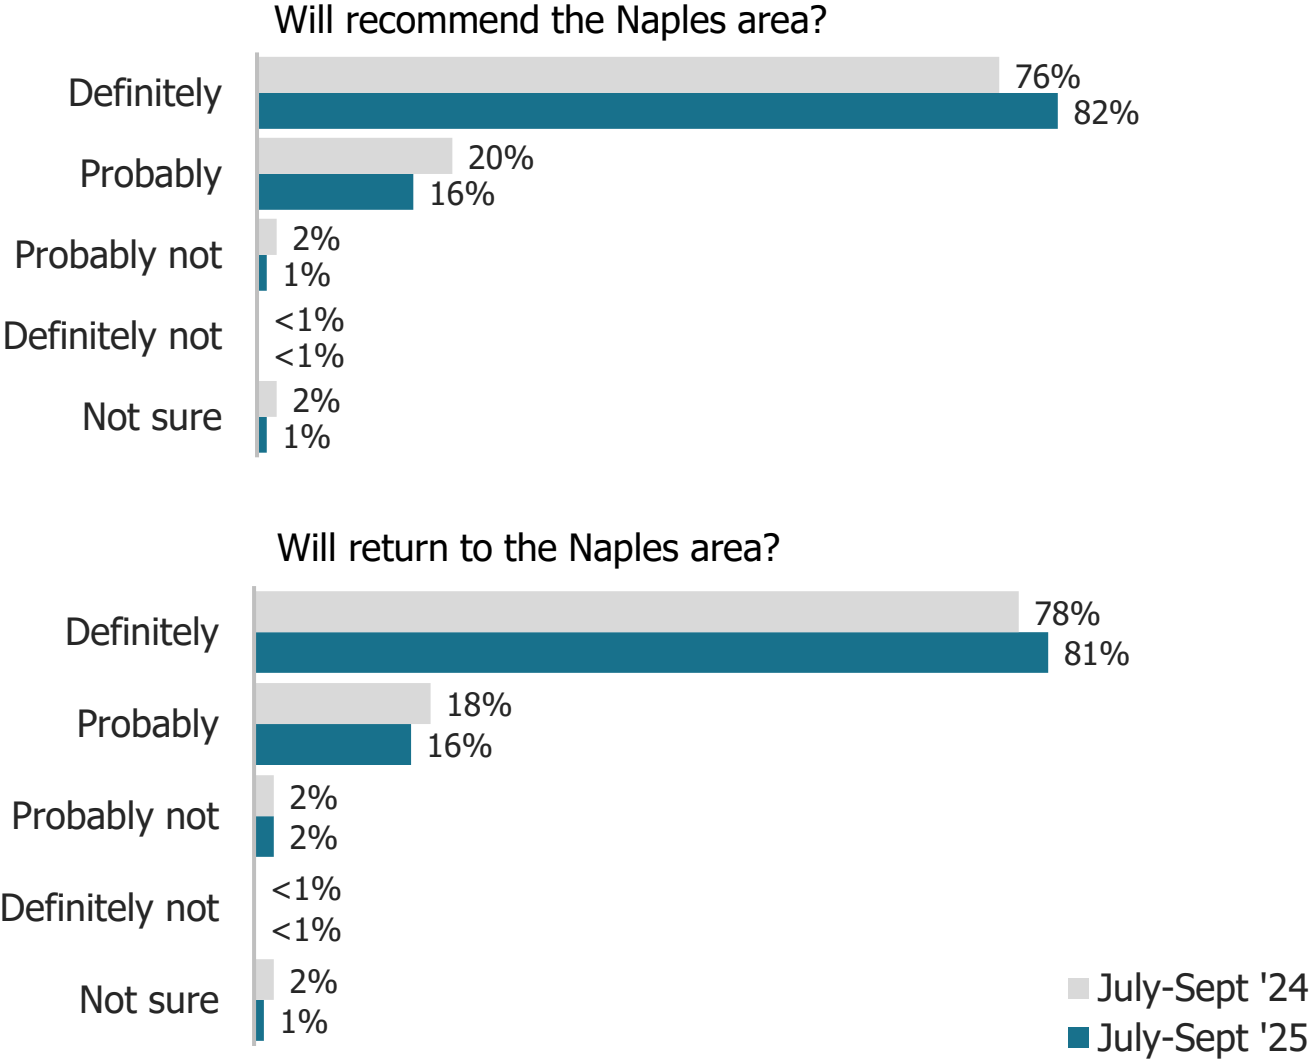 Will recommend the Naples area?
Definitely
76%
82%
Probably
20%
16%
Probably not
2%
1%
Definitely not
<1%
<1%
Not sure
2%
1%
Will return to the Naples area?
Definitely
78%
81%
Probably
18%
16%
Probably not
2%
2%
Definitely not
<1%
<1%
Not sure
2%
1%
July-Sept '24
July-Sept '25